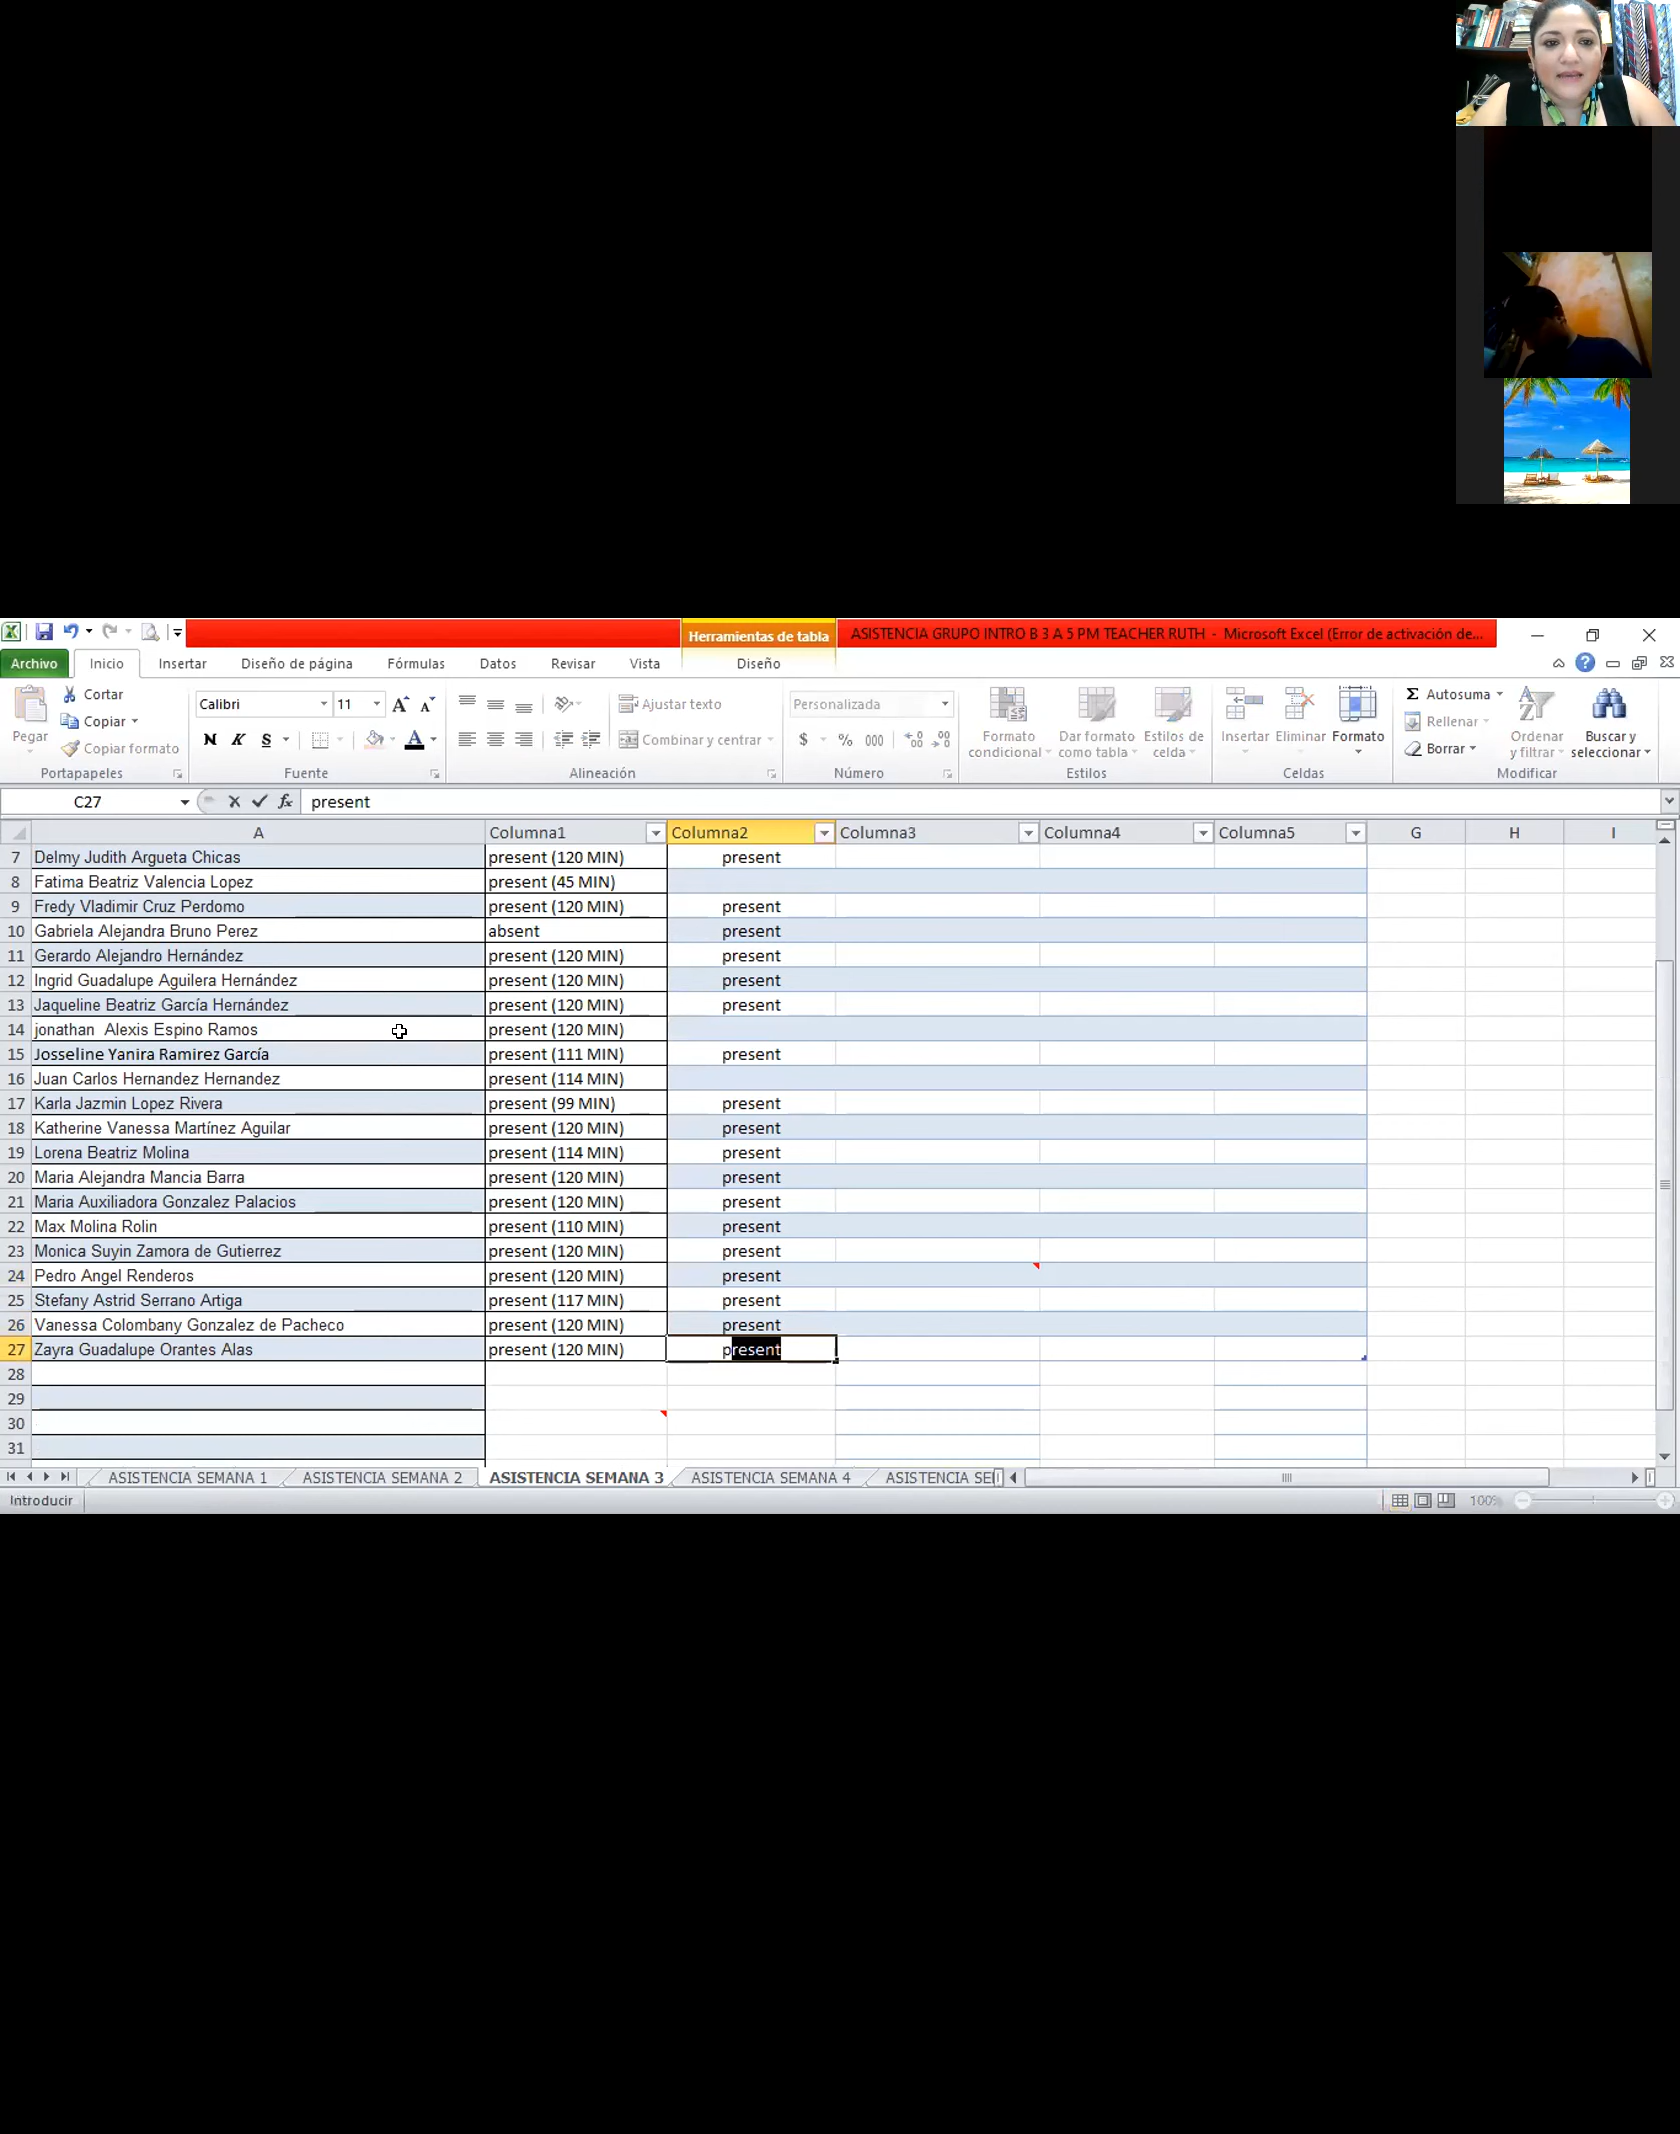 Herramientas de tabla
ASISTENCIA GRUPO INTRO B 3 A 5 PM TEACHER RUTH - Microsoft Excel (Error de activación de...
Archivo Inicio Insertar Diseño de página Fórmulas Datos Revisar Vista Diseño
Pegar
Cortar
Copiar
Copiar formato
Portapapeles
Calibri 11
N K S
Fuente
Ajustar texto
Combinar y centrar
Alineación
Personalizada
$ % 000
Número
Formato condicional
Dar formato como tabla
Estilos de celda
Estilos
Insertar Eliminar Formato
Celdas
Autosuma
Rellenar
Borrar
Ordenar y filtrar
Buscar y seleccionar
Modificar
C27 fx present
A Columna1 Columna2 Columna3 Columna4 Columna5 G H I
7 Delmy Judith Argueta Chicas present (120 MIN) present
8 Fatima Beatriz Valencia Lopez present (45 MIN)
9 Fredy Vladimir Cruz Perdomo present (120 MIN) present
10 Gabriela Alejandra Bruno Perez absent present
11 Gerardo Alejandro Hernández present (120 MIN) present
12 Ingrid Guadalupe Aguilera Hernández present (120 MIN) present
13 Jaqueline Beatriz García Hernández present (120 MIN) present
14 jonathan Alexis Espino Ramos present (120 MIN)
15 Josseline Yanira Ramirez García present (111 MIN) present
16 Juan Carlos Hernandez Hernandez present (114 MIN)
17 Karla Jazmin Lopez Rivera present (99 MIN) present
18 Katherine Vanessa Martínez Aguilar present (120 MIN) present
19 Lorena Beatriz Molina present (114 MIN) present
20 Maria Alejandra Mancia Barra present (120 MIN) present
21 Maria Auxiliadora Gonzalez Palacios present (120 MIN) present
22 Max Molina Rolin present (110 MIN) present
23 Monica Suyin Zamora de Gutierrez present (120 MIN) present
24 Pedro Angel Renderos present (120 MIN) present
25 Stefany Astrid Serrano Artiga present (117 MIN) present
26 Vanessa Colombany Gonzalez de Pacheco present (120 MIN) present
27 Zayra Guadalupe Orantes Alas present (120 MIN) present
28
29
30
31
ASISTENCIA SEMANA 1 ASISTENCIA SEMANA 2 ASISTENCIA SEMANA 3 ASISTENCIA SEMANA 4 ASISTENCIA SE
Introducir 100%